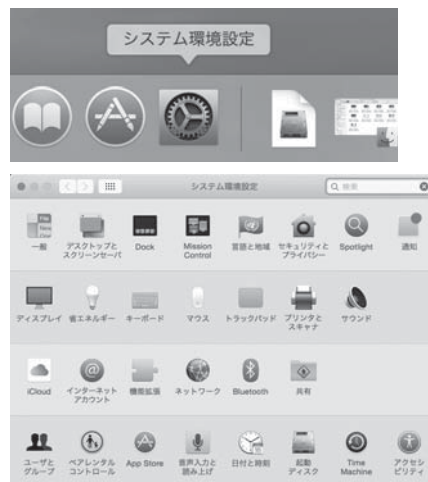 システム環境設定
システム環境設定
検索
一般
デスクトップと
スクリーンセーバ
Dock
Mission
Control
言語と地域
セキュリティと
プライバシー
Spotlight
通知
ディスプレイ
省エネルギー
キーボード
マウス
トラックパッド
プリンタと
スキャナ
サウンド
iCloud
インターネット
アカウント
機能拡張
ネットワーク
Bluetooth
共有
ユーザと
グループ
ペアレンタル
コントロール
App Store
音声入力と
読み上げ
日付と時刻
起動
ディスク
Time
Machine
アクセシ
ビリティ